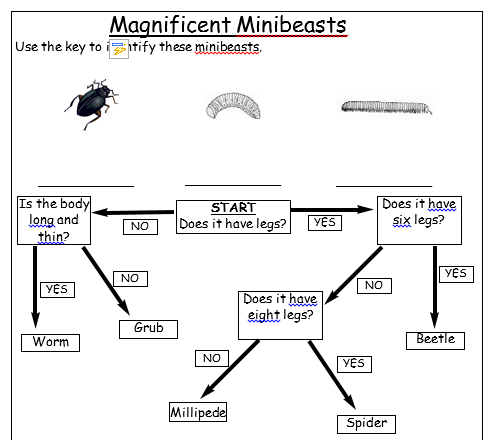 Magnificent Minibeasts
Use the key to identify these minibeasts.
Is the body
long and
thin?
START
Does it have legs?
Does it have
six legs?
NO
YES
YES
NO
NO
YES
Does it have
eight legs?
Worm
Grub
Beetle
NO
YES
Millipede
Spider